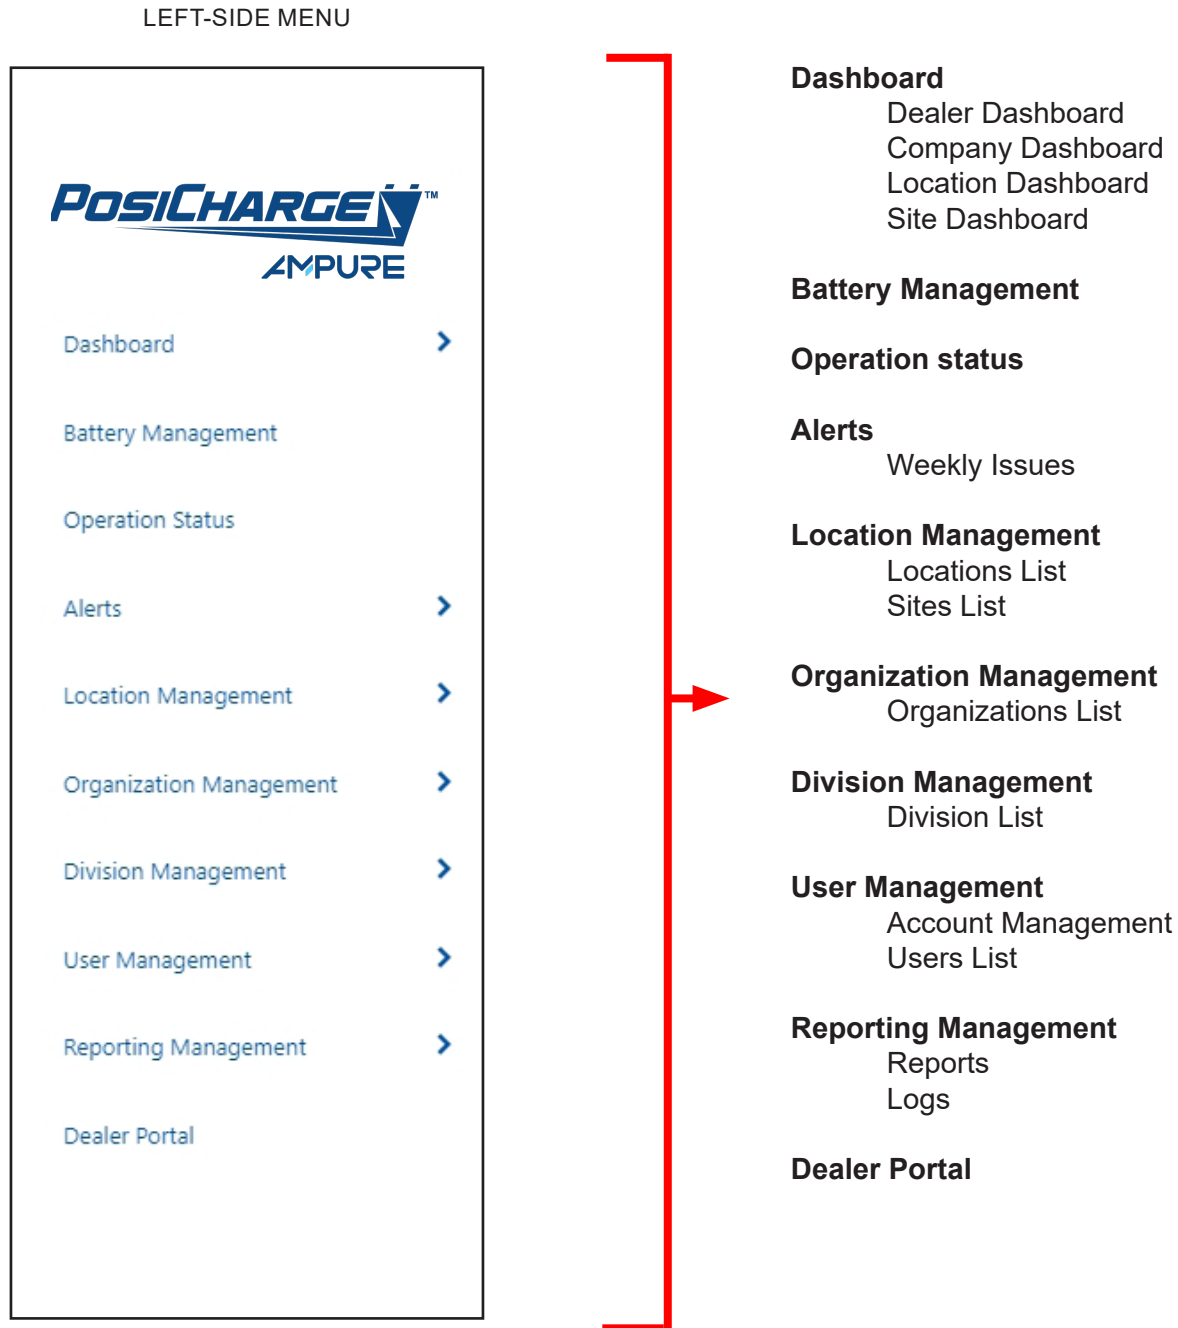 LEFT-SIDE MENU
POSICHARGE™
AMPURE
Dashboard
Battery Management
Operation Status
Alerts
Location Management
Organization Management
Division Management
User Management
Reporting Management
Dealer Portal
Dashboard
Dealer Dashboard
Company Dashboard
Location Dashboard
Site Dashboard
Battery Management
Operation status
Alerts
Weekly Issues
Location Management
Locations List
Sites List
Organization Management
Organizations List
Division Management
Division List
User Management
Account Management
Users List
Reporting Management
Reports
Logs
Dealer Portal